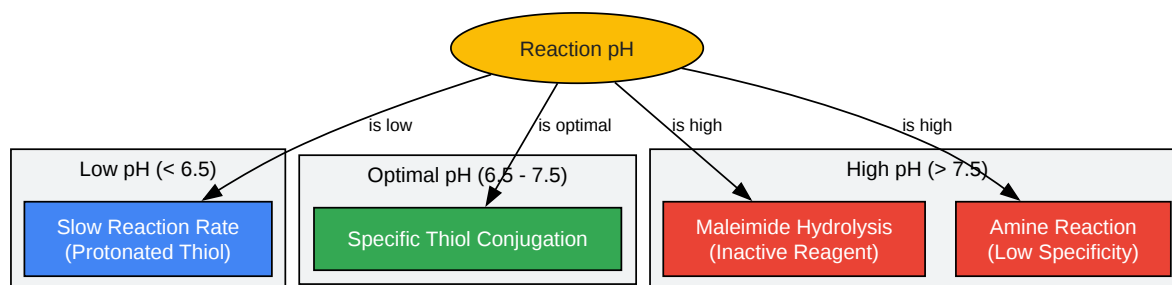 Reaction pH
is low
is optimal
is high
is high
Low pH (< 6.5)
Optimal pH (6.5 - 7.5)
High pH (> 7.5)
Slow Reaction Rate
(Protonated Thiol)
Specific Thiol Conjugation
Maleimide Hydrolysis
(Inactive Reagent)
Amine Reaction
(Low Specificity)